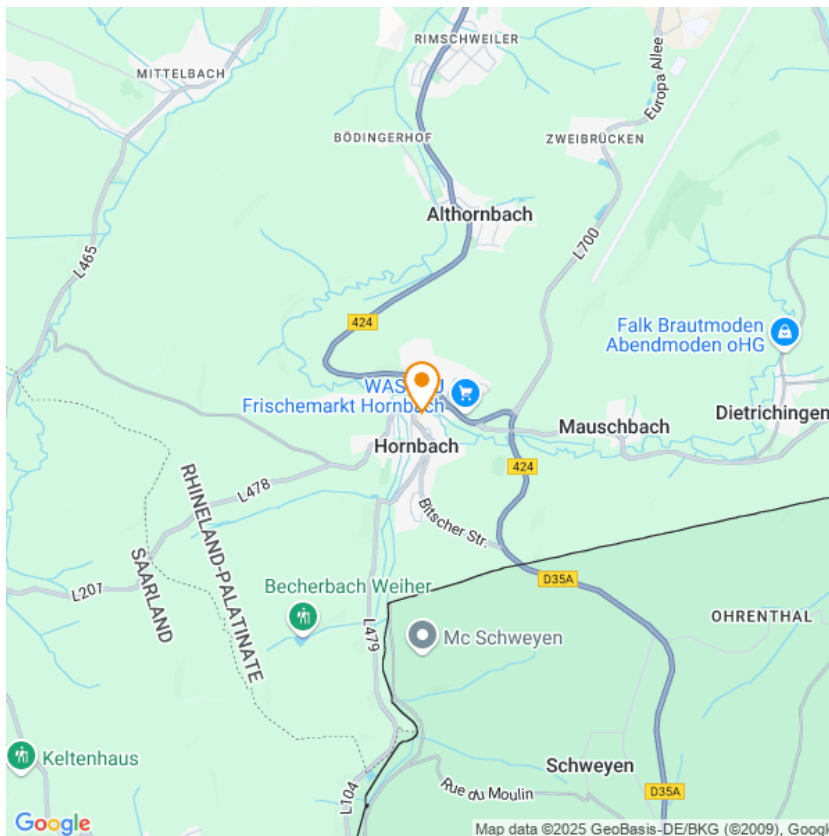 RIMSCHWEILER
MITTELBACH
Europa Allee
BÖDINGERHOF
ZWEIBRÜCKEN
Althornbach
L465
L700
424
Falk Brautmoden
Abendmoden oHG
Frischemarkt Hornbach
Dietrichingen
Mauschbach
Hornbach
424
L478
RHINELAND-PALATINATE
Bitscher Str.
SAARLAND
D35A
L201
Becherbach Weiher
OHRENTHAL
L479
Mc Schweyen
Keltenhaus
Schweyen
Rue du Moulin
D35A
L104
Google
Map data ©2025 GeoBasis-DE/BKG (©2009),